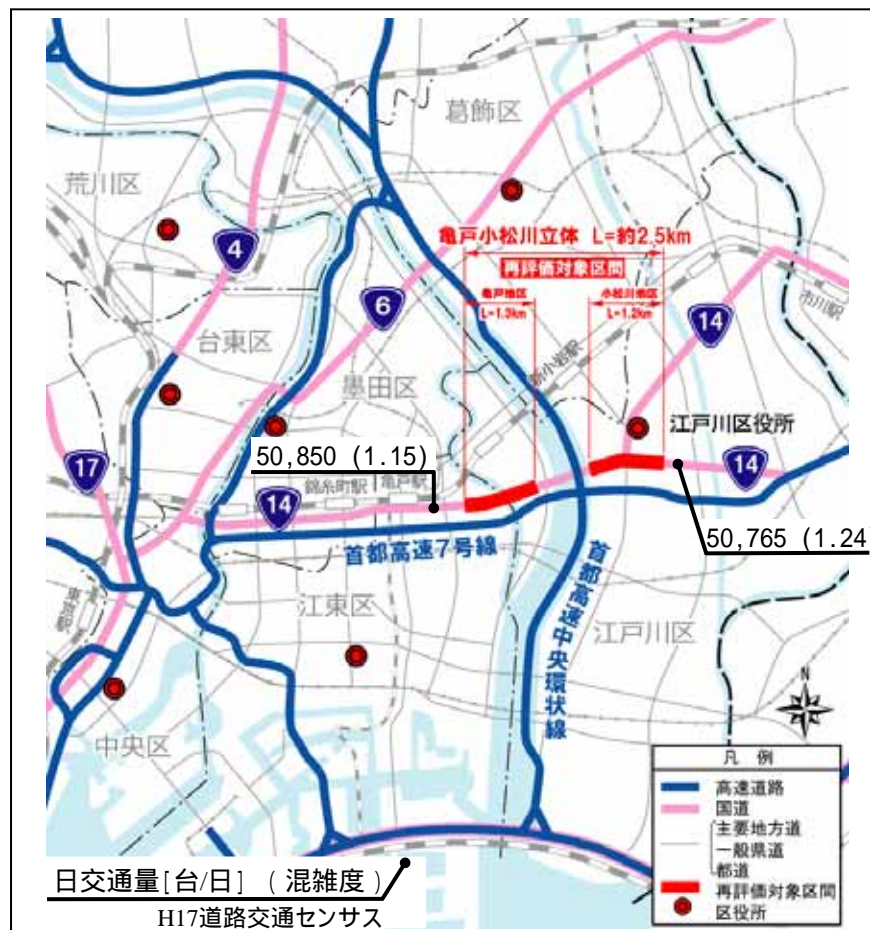 葛飾区
荒川区
亀戸小松川立体 L=約2.5km
再評価対象区間
亀戸地区
L=1.3km
小松川地区
L=1.2km
4
6
14
市川駅
新小岩駅
台東区
墨田区
江戸川区役所
50,850 (1.15)
17
錦糸町駅
亀戸駅
14
14
50,765 (1.24
首都高速7号線
首都高速中央環状線
東京駅
江東区
江戸川区
中央区
N
凡 例
高速道路
国道
主要地方道
一般県道
都道
再評価対象区間
区役所
日交通量[台/日] (混雑度)
H17道路交通センサス